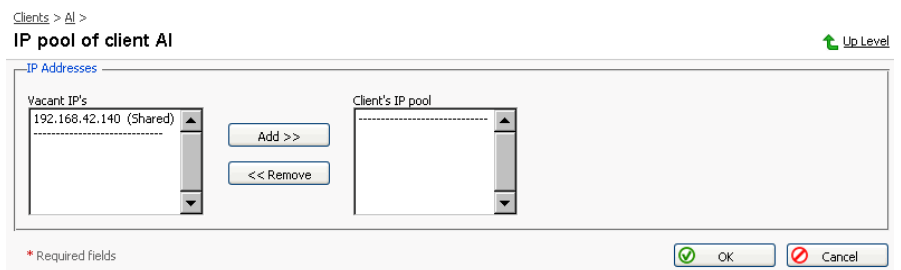 Clients > Al >
IP pool of client Al
Up Level
IP Addresses
Vacant IP's
192.168.42.140 (Shared)
-----------------------------
Add >>
<< Remove
Client's IP pool
-----------------------------
* Required fields
OK
Cancel